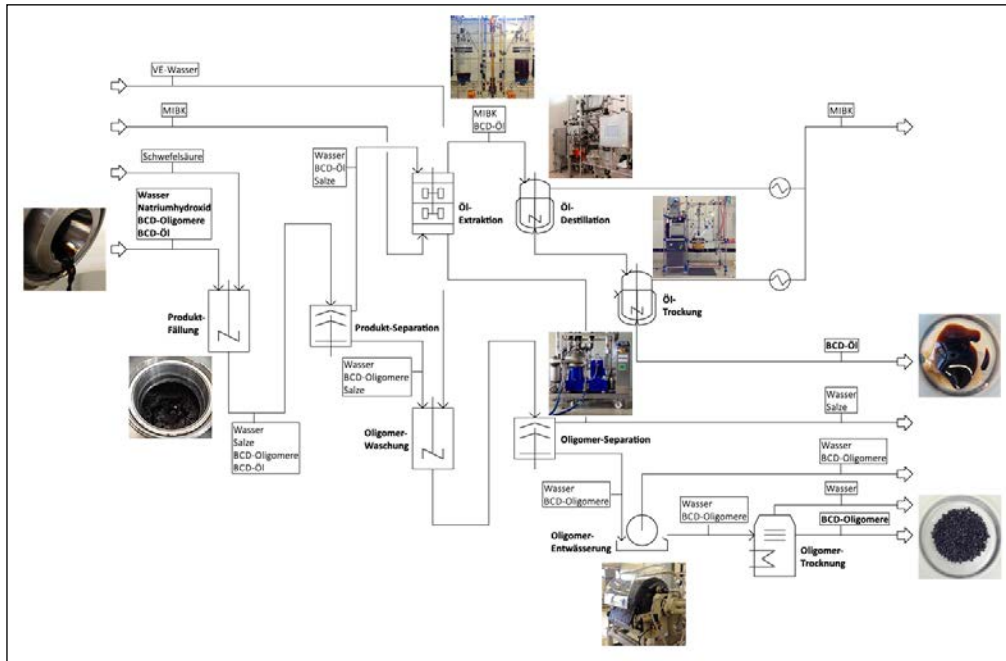 VE-Wasser
MIBK
Schwefelsäure
Wasser
Natriumhydroxid
BCD-Oligomere
BCD-Öl
Produkt-
Fällung
Wasser
Salze
BCD-Oligomere
BCD-Öl
Wasser
BCD-Öl
Salze
Produkt-Separation
Wasser
BCD-Oligomere
Salze
Oligomer-
Waschung
MIBK
BCD-Öl
Öl-
Extraktion
Öl-
Destillation
Öl-
Trockung
MIBK
BCD-Öl
Wasser
Salze
Oligomer-Separation
Wasser
BCD-Oligomere
Wasser
BCD-Oligomere
Oligomer-
Entwässerung
Wasser
BCD-Oligomere
Wasser
BCD-Oligomere
Oligomer-
Trocknung